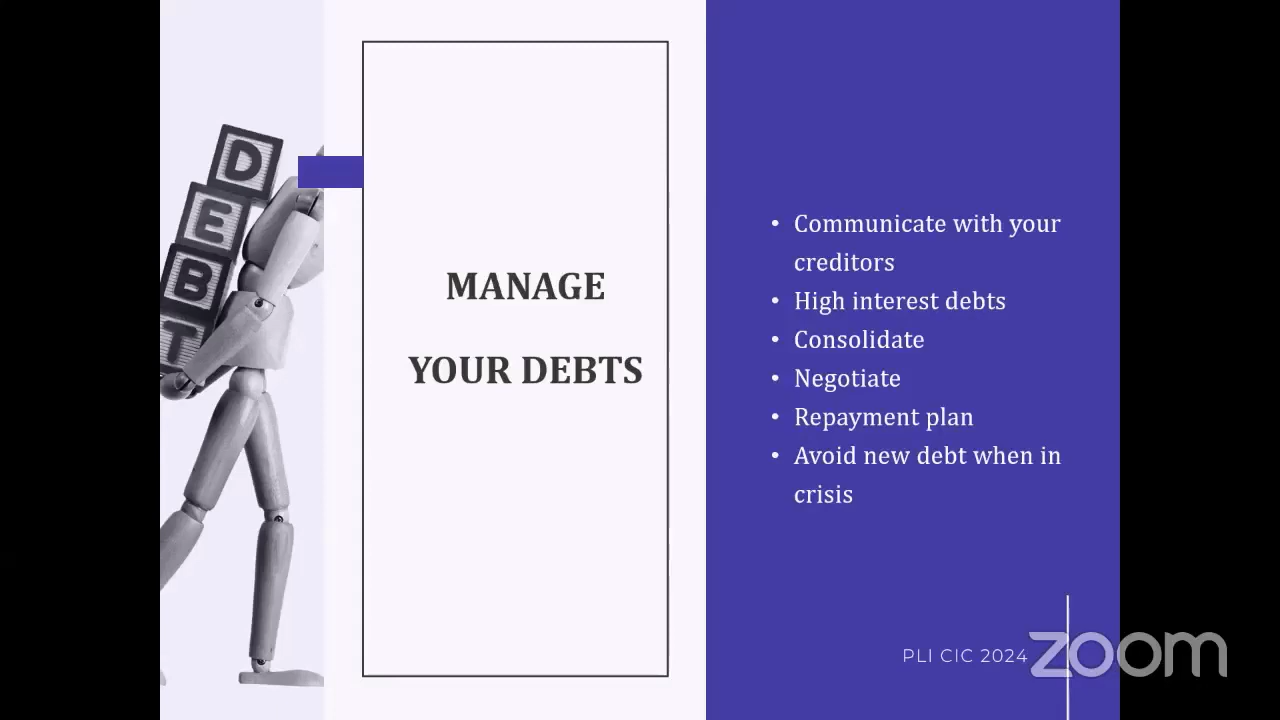 D
E
B
T
MANAGE
YOUR DEBTS
• Communicate with your
creditors
• High interest debts
• Consolidate
• Negotiate
• Repayment plan
• Avoid new debt when in
crisis
PLI CIC 2024
zoom